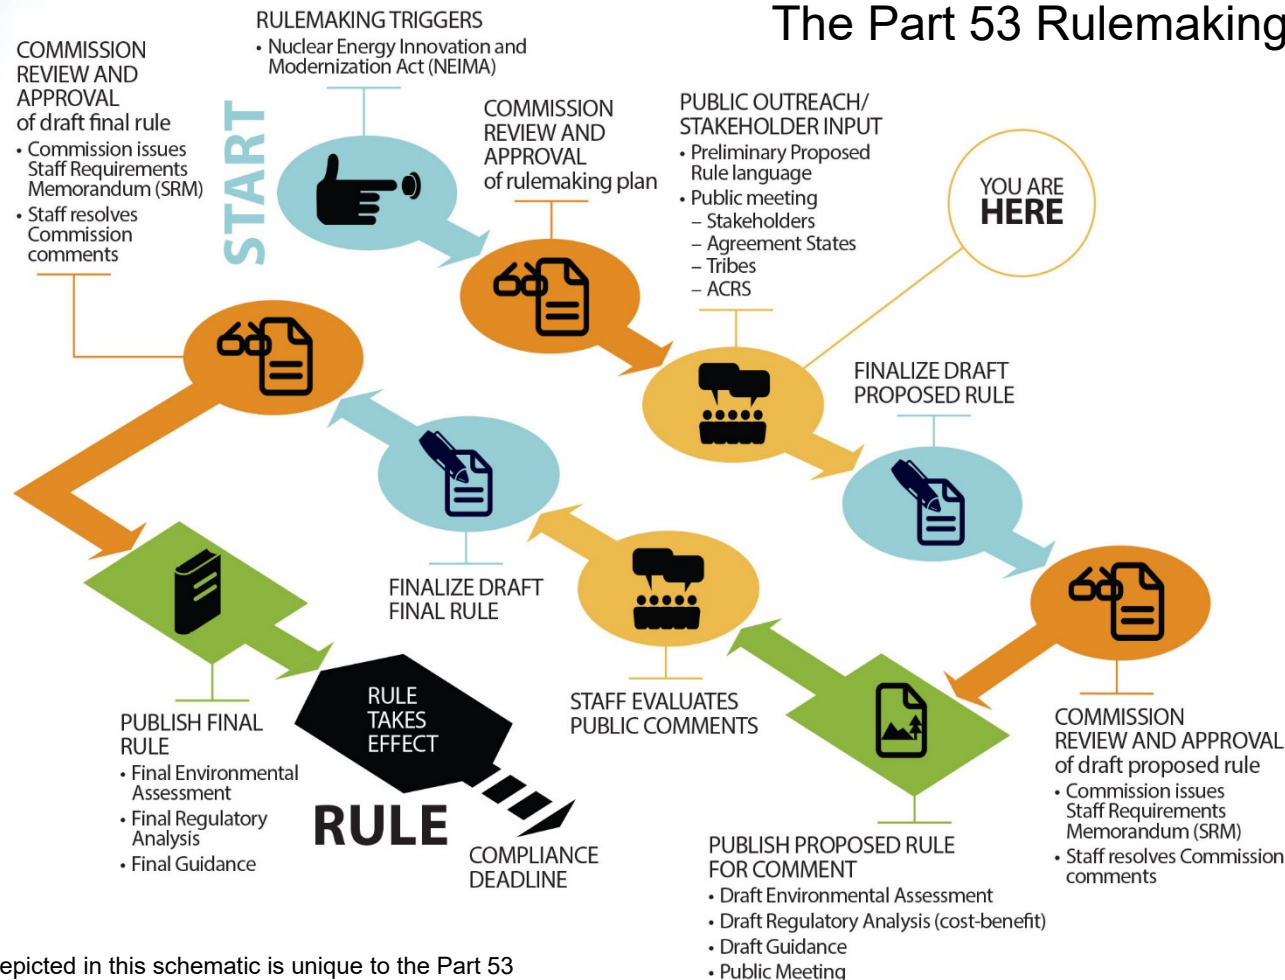 The Part 53 Rulemaking
RULEMAKING TRIGGERS
• Nuclear Energy Innovation and
Modernization Act (NEIMA)
START
COMMISSION
REVIEW AND
APPROVAL
of rulemaking plan
PUBLIC OUTREACH/
STAKEHOLDER INPUT
• Preliminary Proposed
Rule language
• Public meeting
– Stakeholders
– Agreement States
– Tribes
– ACRS
YOU ARE
HERE
FINALIZE DRAFT
PROPOSED RULE
COMMISSION
REVIEW AND APPROVAL
of draft proposed rule
• Commission issues
Staff Requirements
Memorandum (SRM)
• Staff resolves Commission
comments
PUBLISH PROPOSED RULE
FOR COMMENT
• Draft Environmental Assessment
• Draft Regulatory Analysis (cost-benefit)
• Draft Guidance
• Public Meeting
STAFF EVALUATES
PUBLIC COMMENTS
FINALIZE DRAFT
FINAL RULE
COMMISSION
REVIEW AND
APPROVAL
of draft final rule
• Commission issues
Staff Requirements
Memorandum (SRM)
• Staff resolves
Commission
comments
PUBLISH FINAL
RULE
• Final Environmental
Assessment
• Final Regulatory
Analysis
• Final Guidance
RULE
TAKES
EFFECT
RULE
COMPLIANCE
DEADLINE
epicted in this schematic is unique to the Part 53